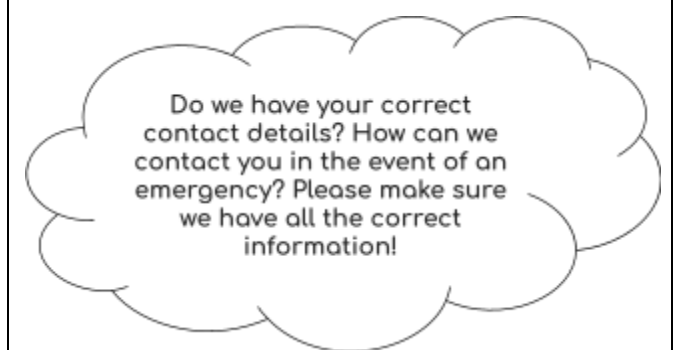 Do we have your correct
contact details? How can we
contact you in the event of an
emergency? Please make sure
we have all the correct
information!